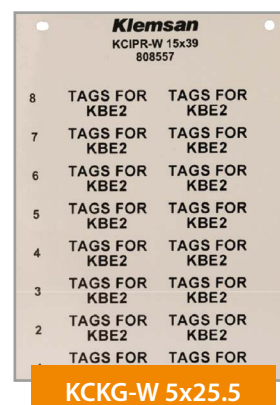 Klemsan
KCIPR-W 15x39
808557
8 TAGS FOR TAGS FOR
KBE2 KBE2
7 TAGS FOR TAGS FOR
KBE2 KBE2
6 TAGS FOR TAGS FOR
KBE2 KBE2
5 TAGS FOR TAGS FOR
KBE2 KBE2
4 TAGS FOR TAGS FOR
KBE2 KBE2
3 TAGS FOR TAGS FOR
KBE2 KBE2
2 TAGS FOR TAGS FOR
KBE2 KBE2
TAGS FOR TAGS FOR
KCKG-W 5x25.5